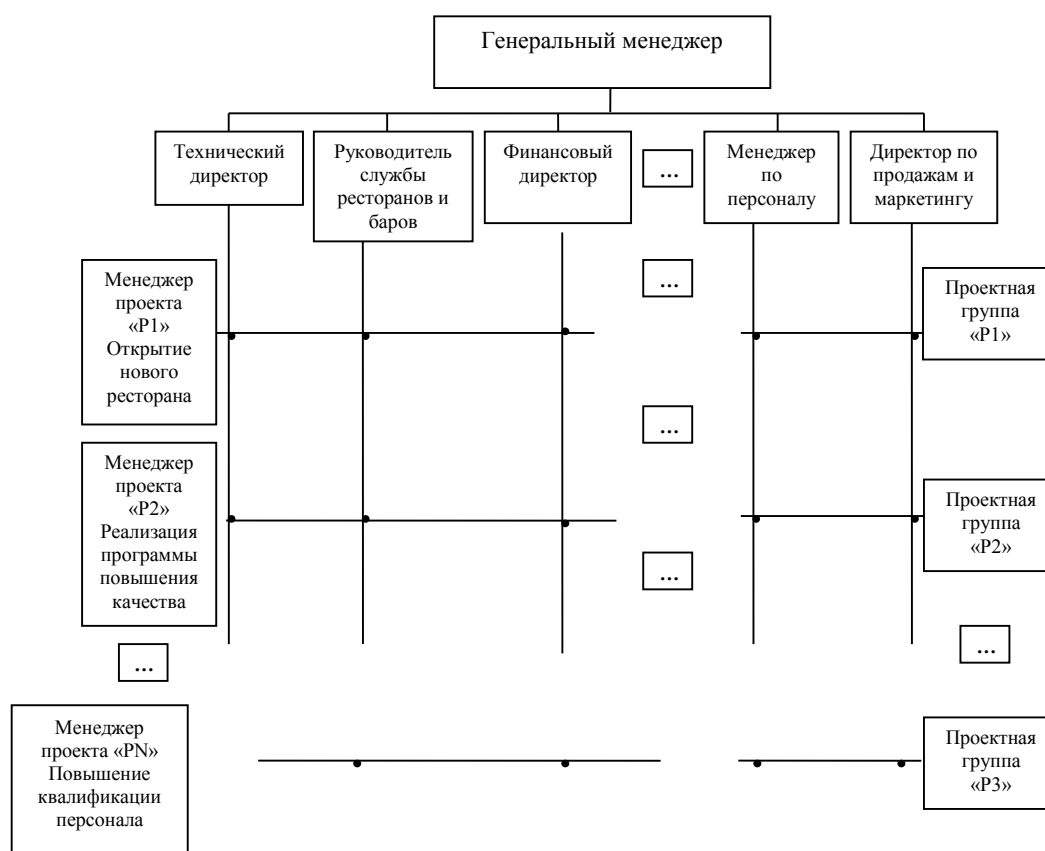 Генеральный менеджер
Технический
директор
Руководитель
службы
ресторанов и
баров
Финансовый
директор
...
Менеджер
по
персоналу
Директор по
продажам и
маркетингу
Менеджер
проекта
«P1»
Открытие
нового
ресторана
...
Проектная
группа
«P1»
...
Менеджер
проекта
«P2»
Реализация
программы
повышения
качества
Проектная
группа
«P2»
...
...
...
Менеджер
проекта «PN»
Повышение
квалификации
персонала
Проектная
группа
«P3»